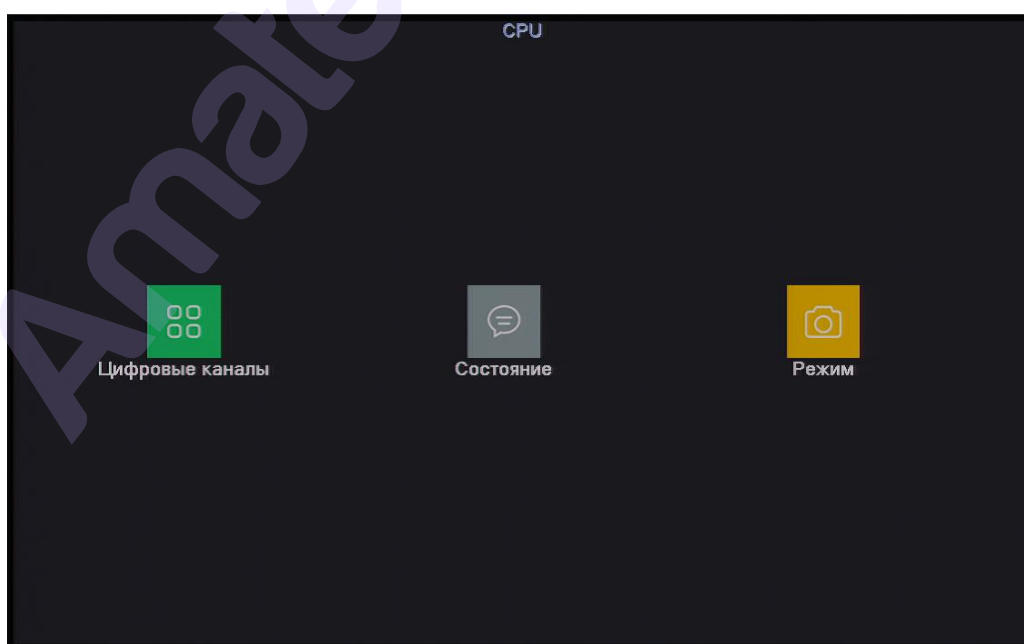 CPU
Цифровые каналы
Состояние
Режим
Amate